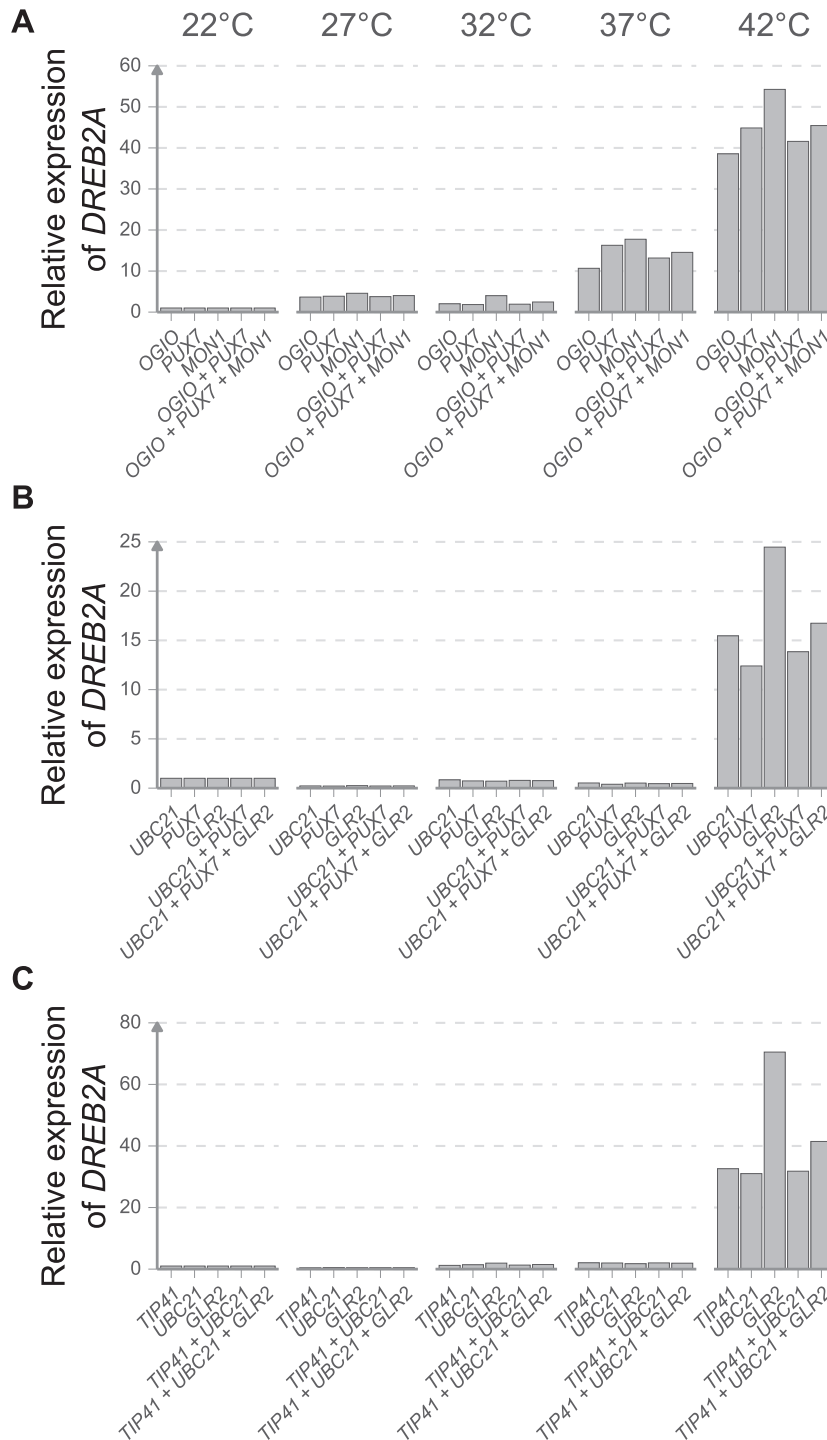 A
22°C 27°C 32°C 37°C 42°C
Relative expression
of DREB2A
60
50
40
30
20
10
0
OGIO PUX7 MON1 OGIO + PUX7 OGIO + PUX7 + MON1
OGIO PUX7 MON1 OGIO + PUX7 OGIO + PUX7 + MON1
OGIO PUX7 MON1 OGIO + PUX7 OGIO + PUX7 + MON1
OGIO PUX7 MON1 OGIO + PUX7 OGIO + PUX7 + MON1
OGIO PUX7 MON1 OGIO + PUX7 OGIO + PUX7 + MON1
B
Relative expression
of DREB2A
25
20
15
10
5
0
UBC21 PUX7 GLR2 UBC21 + PUX7 UBC21 + PUX7 + GLR2
UBC21 PUX7 GLR2 UBC21 + PUX7 UBC21 + PUX7 + GLR2
UBC21 PUX7 GLR2 UBC21 + PUX7 UBC21 + PUX7 + GLR2
UBC21 PUX7 GLR2 UBC21 + PUX7 UBC21 + PUX7 + GLR2
UBC21 PUX7 GLR2 UBC21 + PUX7 UBC21 + PUX7 + GLR2
C
Relative expression
of DREB2A
80
60
40
20
0
TIP41 UBC21 GLR2 TIP41 + UBC21 TIP41 + UBC21 + GLR2
TIP41 UBC21 GLR2 TIP41 + UBC21 TIP41 + UBC21 + GLR2
TIP41 UBC21 GLR2 TIP41 + UBC21 TIP41 + UBC21 + GLR2
TIP41 UBC21 GLR2 TIP41 + UBC21 TIP41 + UBC21 + GLR2
TIP41 UBC21 GLR2 TIP41 + UBC21 TIP41 + UBC21 + GLR2